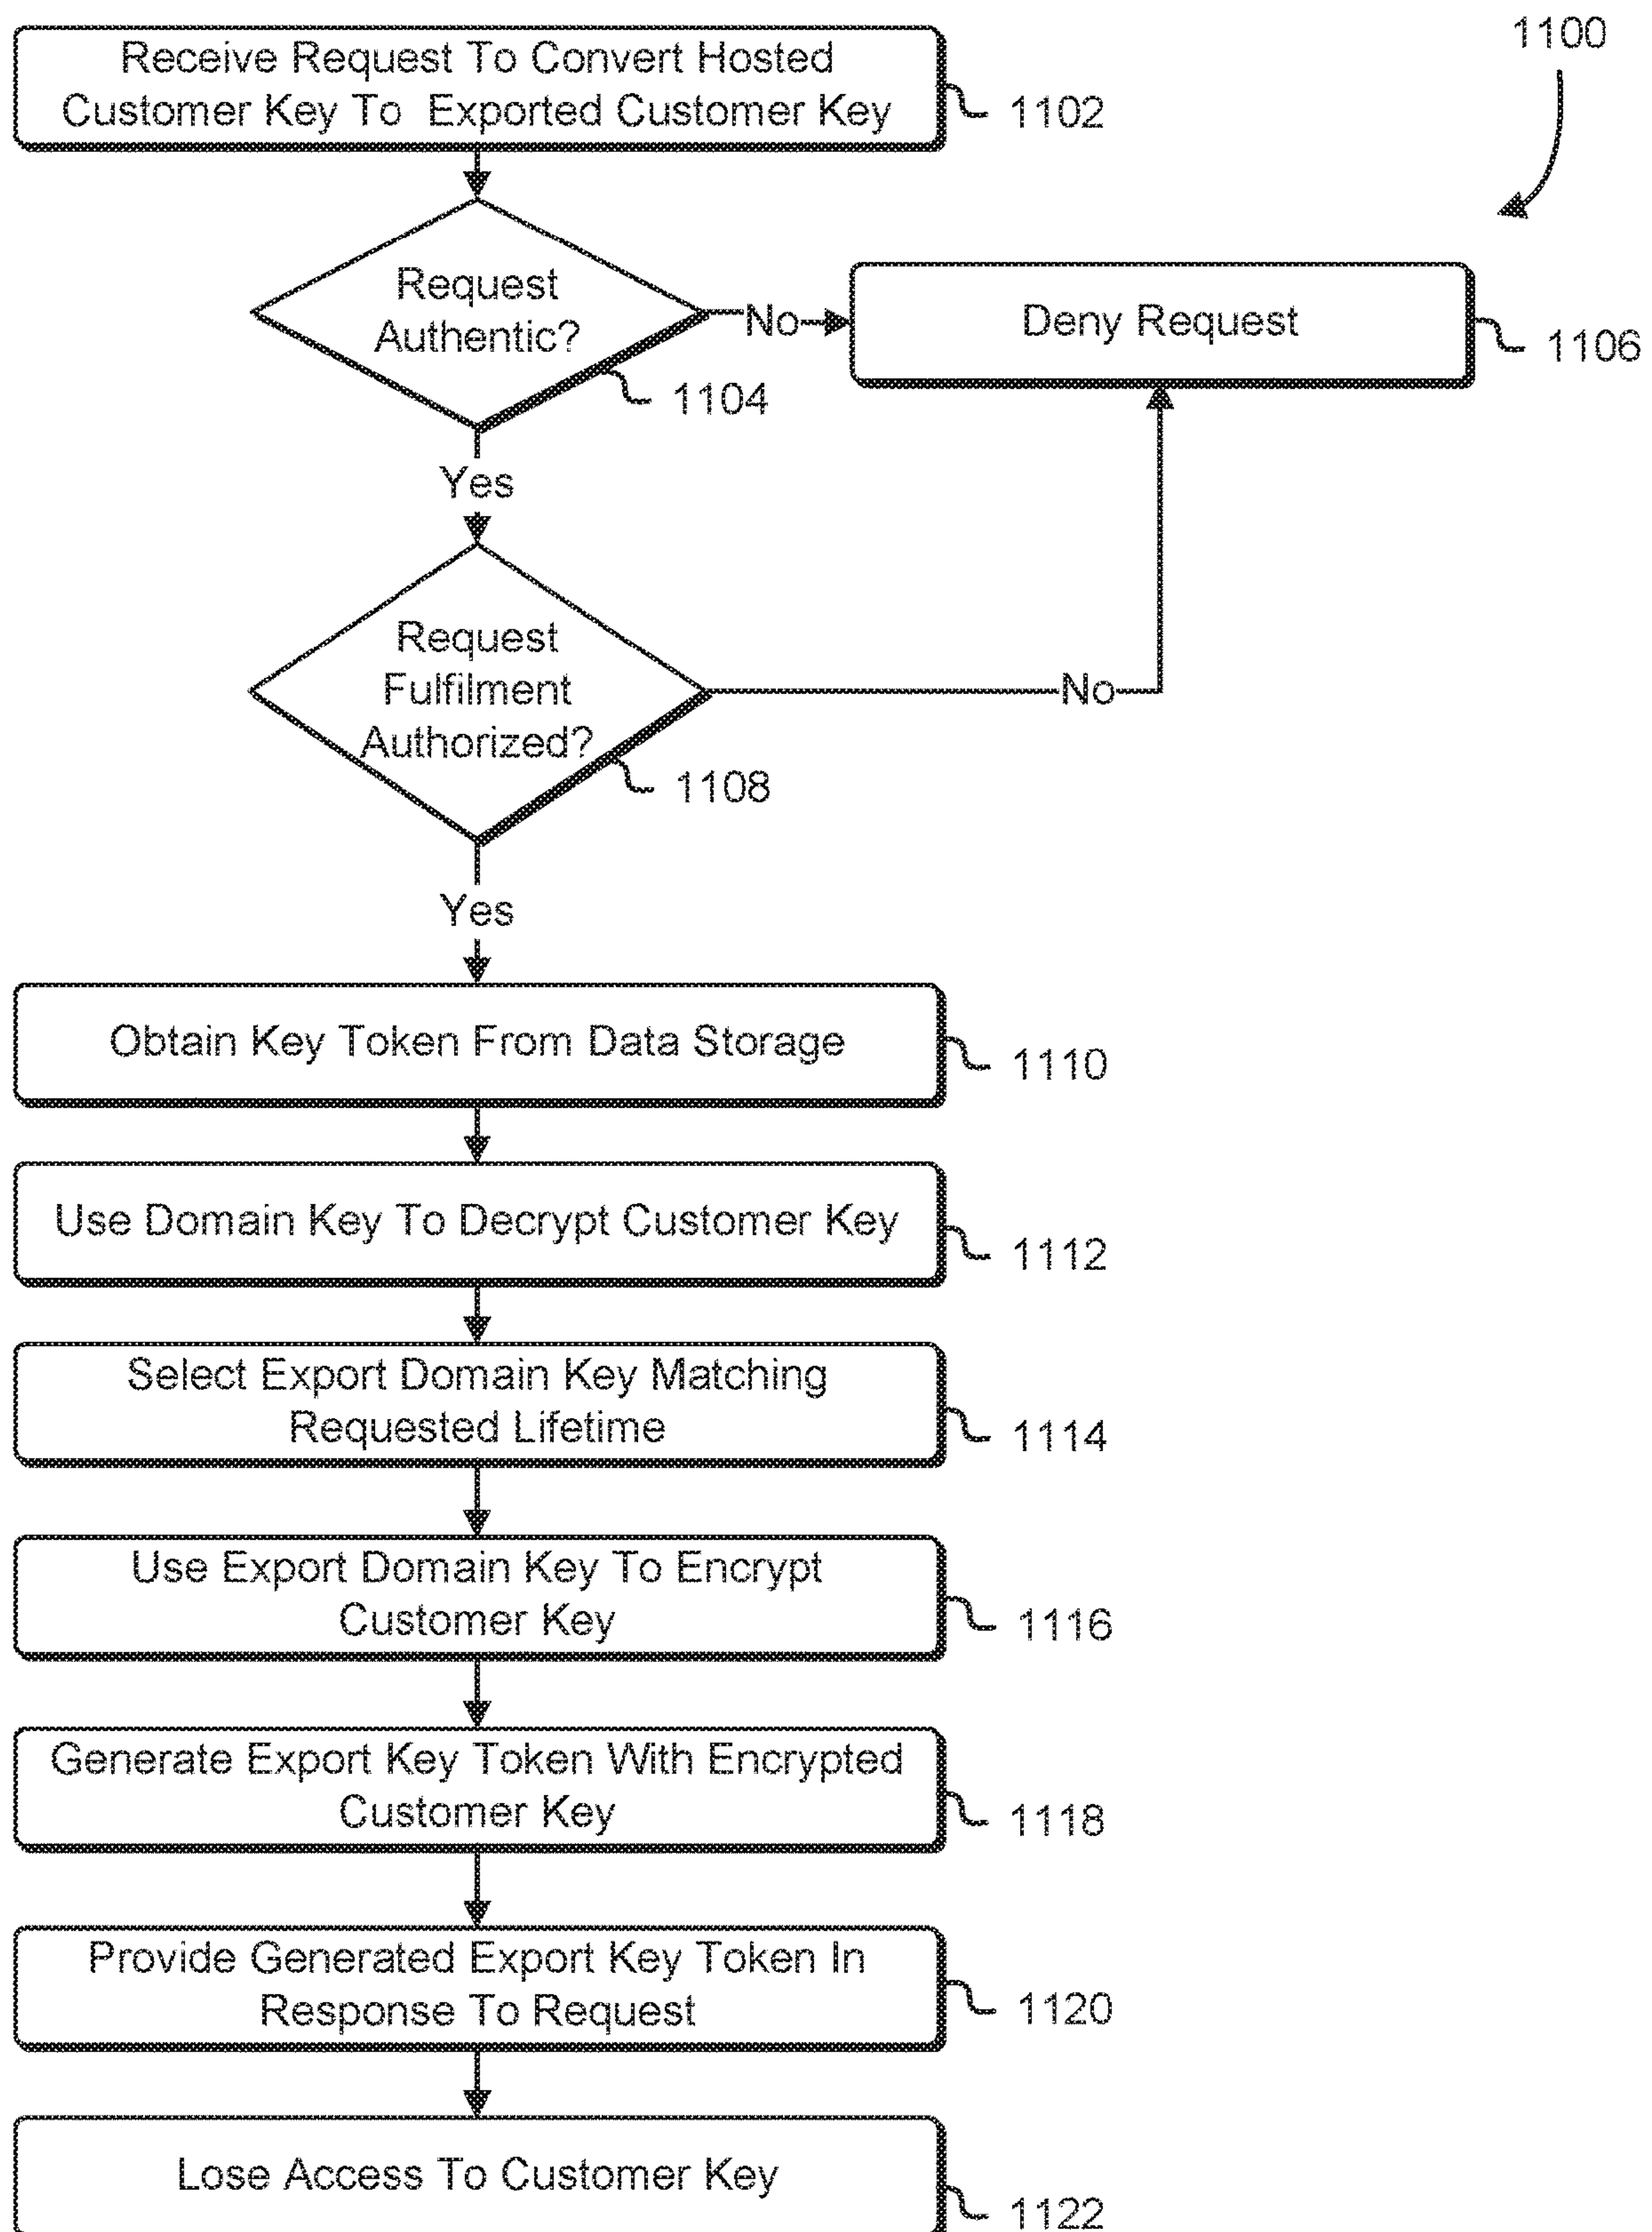 1100
Receive Request To Convert Hosted
Customer Key To Exported Customer Key
1102
Request
Authentic?
1104
No
Deny Request
1106
Yes
Request
Fulfilment
Authorized?
1108
No
Yes
Obtain Key Token From Data Storage
1110
Use Domain Key To Decrypt Customer Key
1112
Select Export Domain Key Matching
Requested Lifetime
1114
Use Export Domain Key To Encrypt
Customer Key
1116
Generate Export Key Token With Encrypted
Customer Key
1118
Provide Generated Export Key Token In
Response To Request
1120
Lose Access To Customer Key
1122